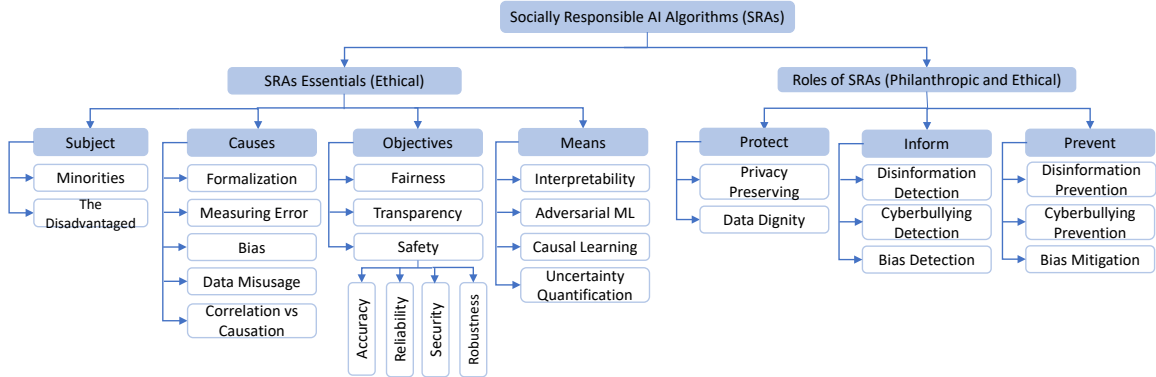 Socially Responsible AI Algorithms (SRAs)
SRAs Essentials (Ethical)
Roles of SRAs (Philanthropic and Ethical)
Subject
Minorities
The
Disadvantaged
Causes
Formalization
Measuring Error
Bias
Data Misusage
Correlation vs
Causation
Objectives
Fairness
Transparency
Safety
Accuracy
Reliability
Security
Robustness
Means
Interpretability
Adversarial ML
Causal Learning
Uncertainty
Quantification
Protect
Privacy
Preserving
Data Dignity
Inform
Disinformation
Detection
Cyberbullying
Detection
Bias Detection
Prevent
Disinformation
Prevention
Cyberbullying
Prevention
Bias Mitigation